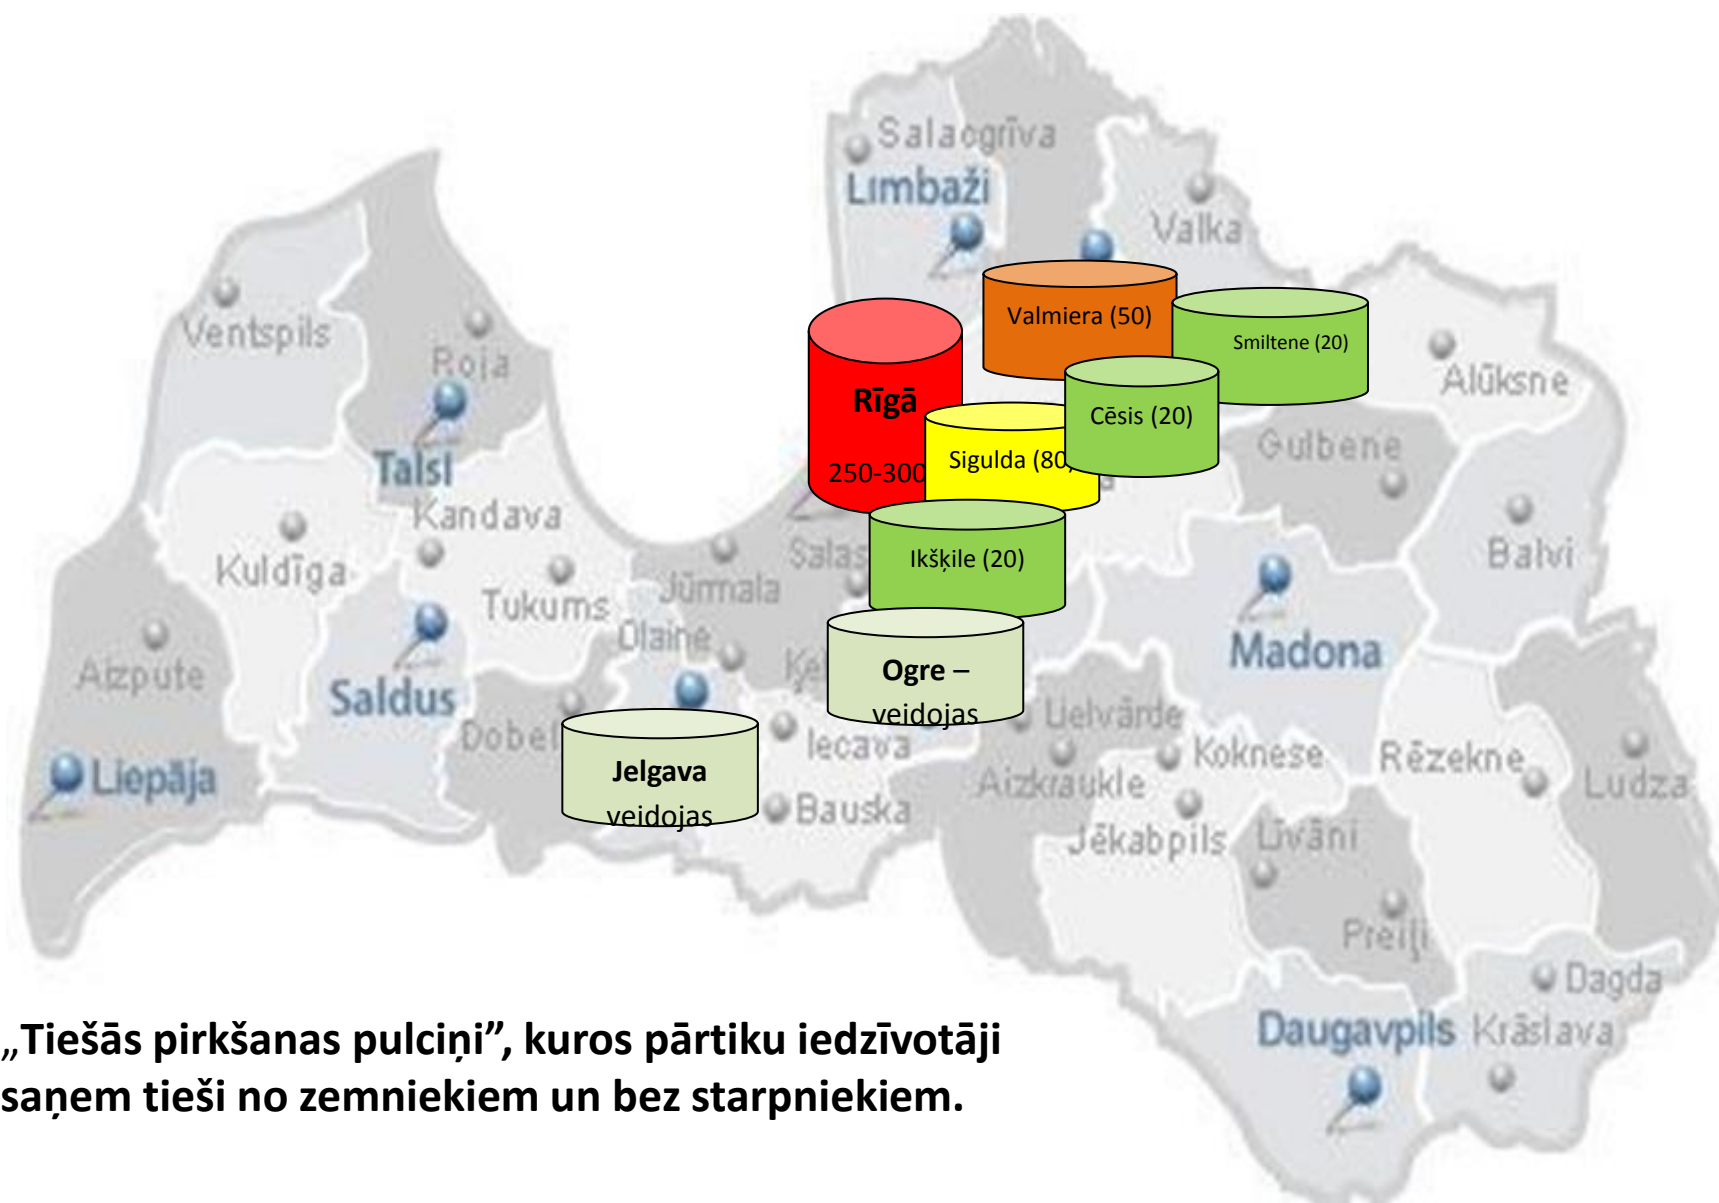 Salacgrīva
Limbaži
Valka
Ventspils
Roja
Valmiera (50)
Smiltene (20)
Alūksne
Rīgā
250-300
Cēsis (20)
Sigulda (80)
Gulbene
Talsi
Kandava
Kuldīga
Tukums
Jūrmala
Salas
Ikšķile (20)
Balvi
Olaine
Aizpute
Saldus
Ķe
Ogre –
veidojas
Madona
Lielvārde
Dobel
Iecava
Koknese
Rēzekne
Liepāja
Jelgava
veidojas
Aizkraukle
Ludza
Bauska
Jēkabpils
Līvāni
Preiļi
Dagda
Daugavpils
Krāslava
„Tiešās pirkšanas pulciņi”, kuros pārtiku iedzīvotāji
saņem tieši no zemniekiem un bez starpniekiem.